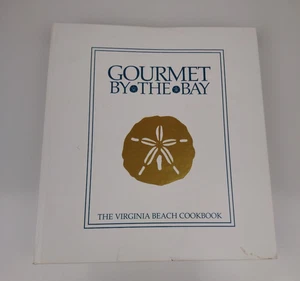 GOURMET
BY•THE•BAY
THE VIRGINIA BEACH COOKBOOK